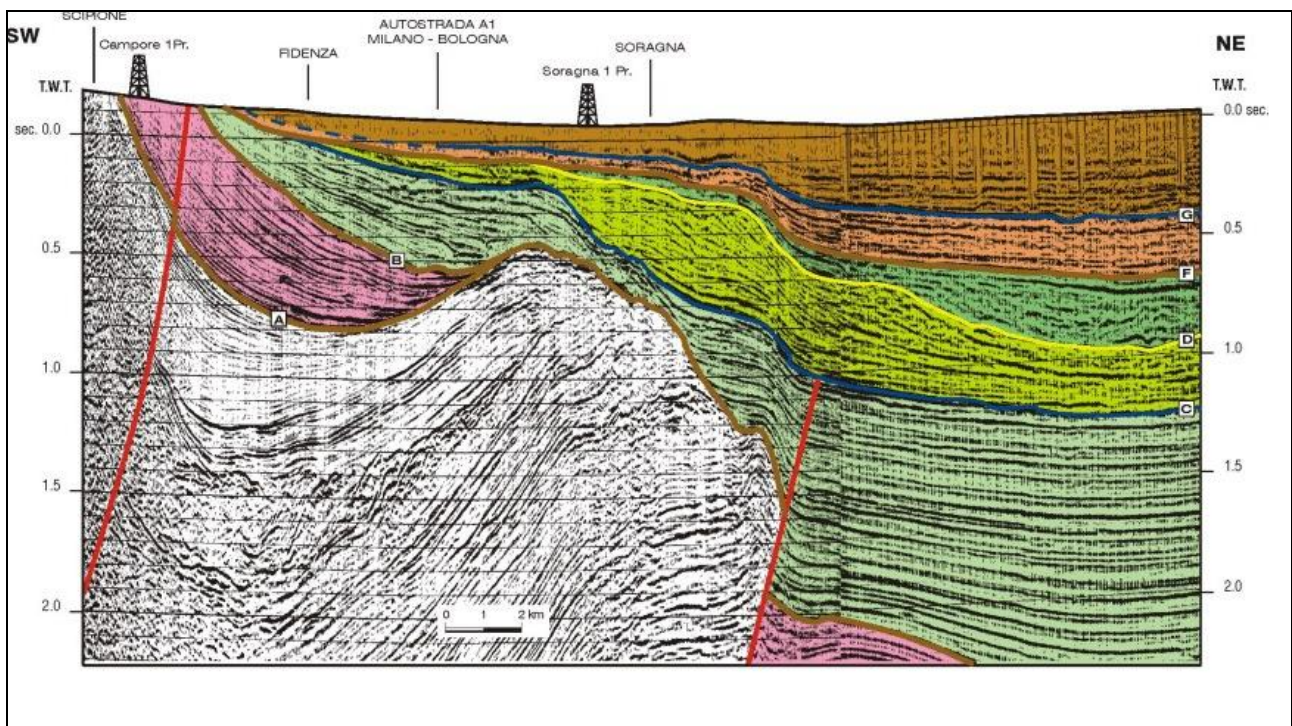 SCIPIONE
SW
Campore 1Pr.
FIDENZA
AUTOSTRADA A1
MILANO - BOLOGNA
Soragna 1 Pr.
SORAGNA
NE
T.W.T.
T.W.T.
sec. 0.0
0.0 sec.
0.5
0.5
1.0
1.0
1.5
1.5
2.0
2.0
A
B
G
F
D
C
0 1 2 km